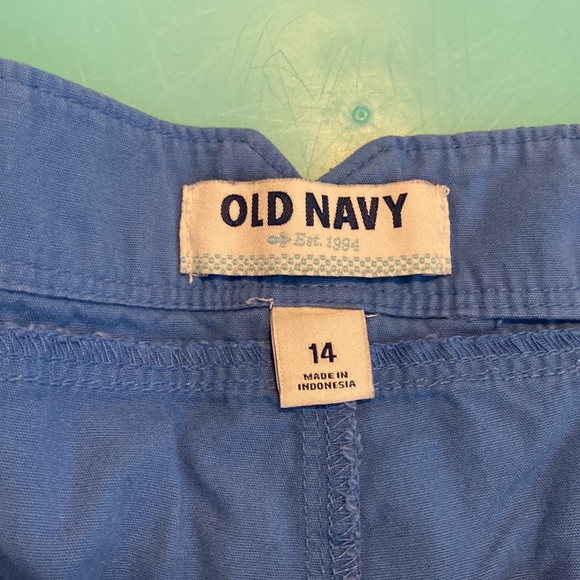 OLD NAVY
Est. 1994
14
MADE IN
INDONESIA